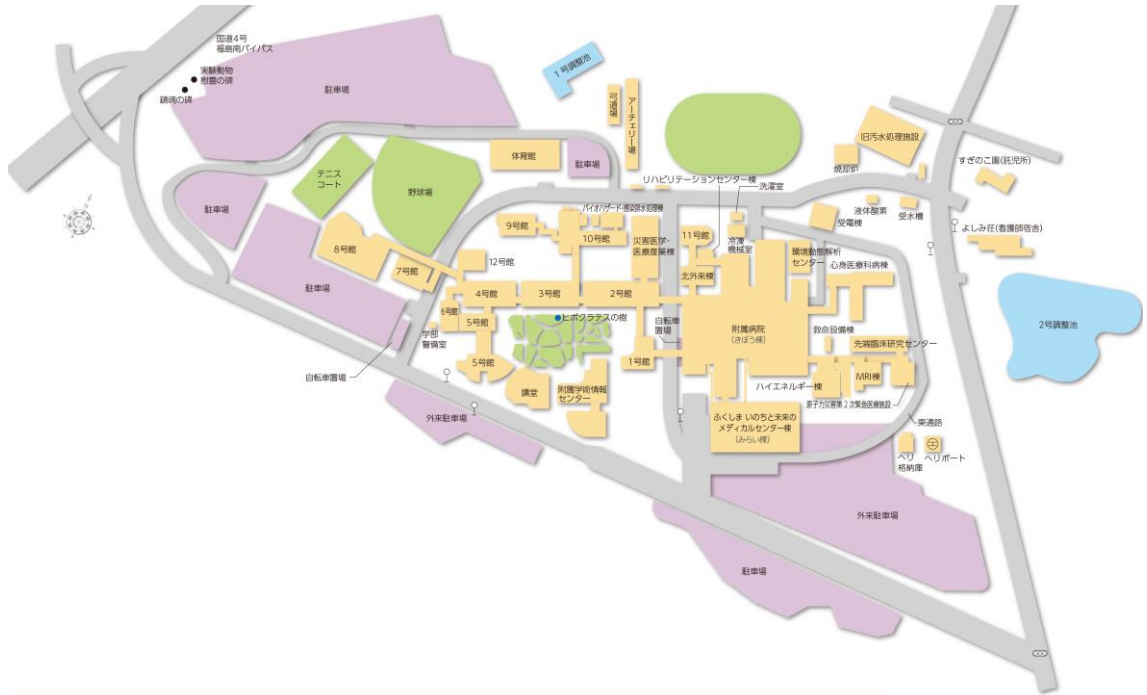 国道4号
福島南バイパス
実験動物
慰霊の碑
鎮魂の碑
駐車場
1号調整池
弓道場
アーチェリー場
体育館
駐車場
テニス
コート
野球場
駐車場
駐車場
リハビリテーションセンター棟
洗濯室
旧汚水処理施設
焼却炉
すぎのこ園(託児所)
液体酸素
受水槽
受電棟
よしみ荘(看護師宿舎)
2号調整池
バイオハザード・感染排水処理棟
9号館
10号館
災害医学・
医療産業棟
11号館
冷凍
機械室
環境動態解析
センター
心身医療科病棟
北外来棟
8号館
7号館
12号館
4号館
3号館
2号館
6号館
5号館
学部
警備室
5号館
ヒポクラテスの樹
自転車
置場
附属病院
(きぼう棟)
救命設備棟
先端臨床研究センター
1号館
講堂
附属学術情報
センター
ハイエネルギー棟
MRI棟
原子力災害第2次緊急医療施設
自転車置場
外来駐車場
ふくしま いのちと未来の
メディカルセンター棟
(みらい棟)
東通路
ヘリ
格納庫
ヘリポート
外来駐車場
駐車場